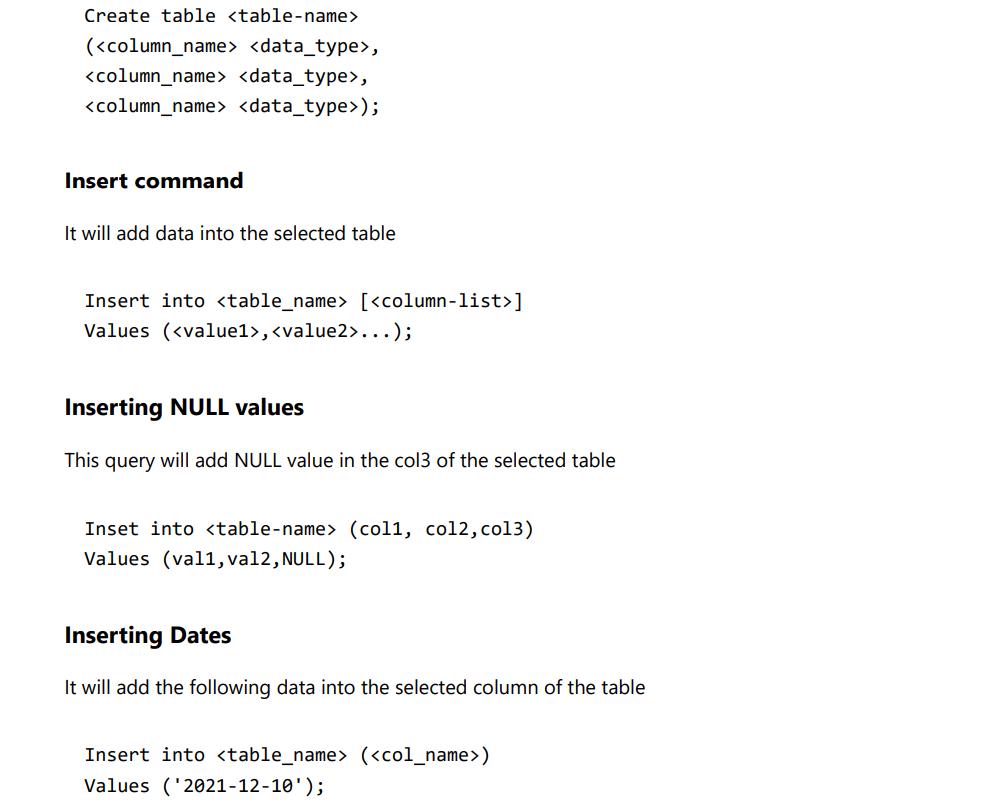 Create table <table-name>
(<column_name> <data_type>,
<column_name> <data_type>,
<column_name> <data_type>);
Insert command
It will add data into the selected table
Insert into <table_name> [<column-list>]
Values (<value1>,<value2>...);
Inserting NULL values
This query will add NULL value in the col3 of the selected table
Inset into <table-name> (col1, col2,col3)
Values (val1,val2,NULL);
Inserting Dates
It will add the following data into the selected column of the table
Insert into <table_name> (<col_name>)
Values ('2021-12-10');